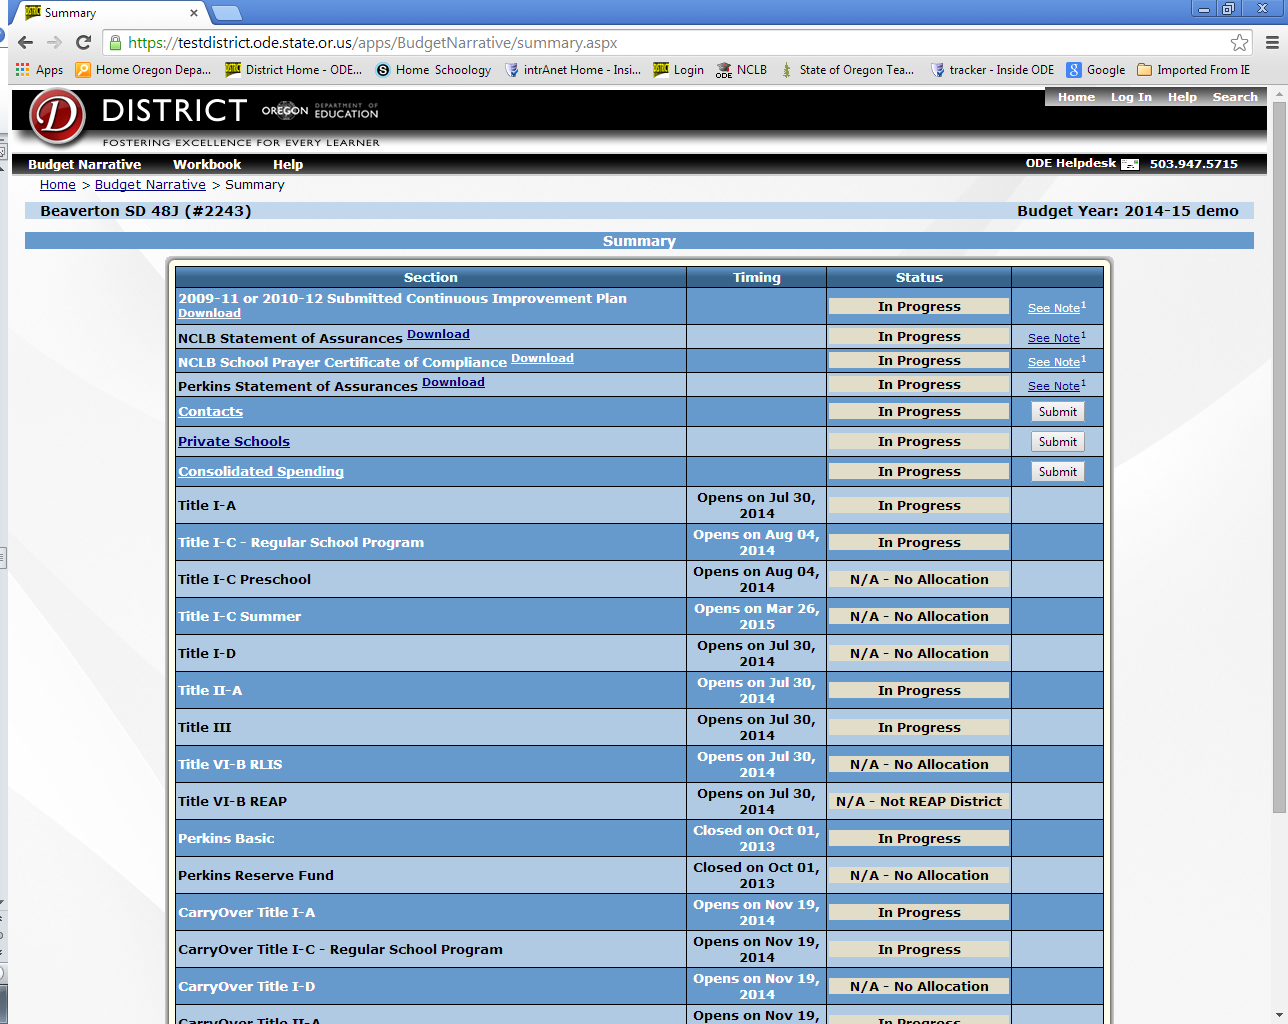 Summary
https://testdistrict.ode.state.or.us/apps/BudgetNarrative/summary.aspx
Apps Home Oregon Depa... District Home - ODE... Home Schoology intrAnet Home - Insi... Login NCLB State of Oregon Tea... tracker - Inside ODE Google Imported From IE
Home Log In Help Search
D DISTRICT OREGON DEPARTMENT OF EDUCATION
FOSTERING EXCELLENCE FOR EVERY LEARNER
Budget Narrative Workbook Help ODE Helpdesk 503.947.5715
Home > Budget Narrative > Summary
Beaverton SD 48J (#2243) Budget Year: 2014-15 demo
Summary
Section Timing Status
2009-11 or 2010-12 Submitted Continuous Improvement Plan
Download In Progress See Note1
NCLB Statement of Assurances Download In Progress See Note1
NCLB School Prayer Certificate of Compliance Download In Progress See Note1
Perkins Statement of Assurances Download In Progress See Note1
Contacts In Progress Submit
Private Schools In Progress Submit
Consolidated Spending In Progress Submit
Title I-A Opens on Jul 30, 2014 In Progress
Title I-C - Regular School Program Opens on Aug 04, 2014 In Progress
Title I-C Preschool Opens on Aug 04, 2014 N/A - No Allocation
Title I-C Summer Opens on Mar 26, 2015 N/A - No Allocation
Title I-D Opens on Jul 30, 2014 N/A - No Allocation
Title II-A Opens on Jul 30, 2014 In Progress
Title III Opens on Jul 30, 2014 In Progress
Title VI-B RLIS Opens on Jul 30, 2014 N/A - No Allocation
Title VI-B REAP Opens on Jul 30, 2014 N/A - Not REAP District
Perkins Basic Closed on Oct 01, 2013 In Progress
Perkins Reserve Fund Closed on Oct 01, 2013 N/A - No Allocation
CarryOver Title I-A Opens on Nov 19, 2014 In Progress
CarryOver Title I-C - Regular School Program Opens on Nov 19, 2014 In Progress
CarryOver Title I-D Opens on Nov 19, 2014 N/A - No Allocation
CarryOver Title II-A Opens on Nov 19, In Progress